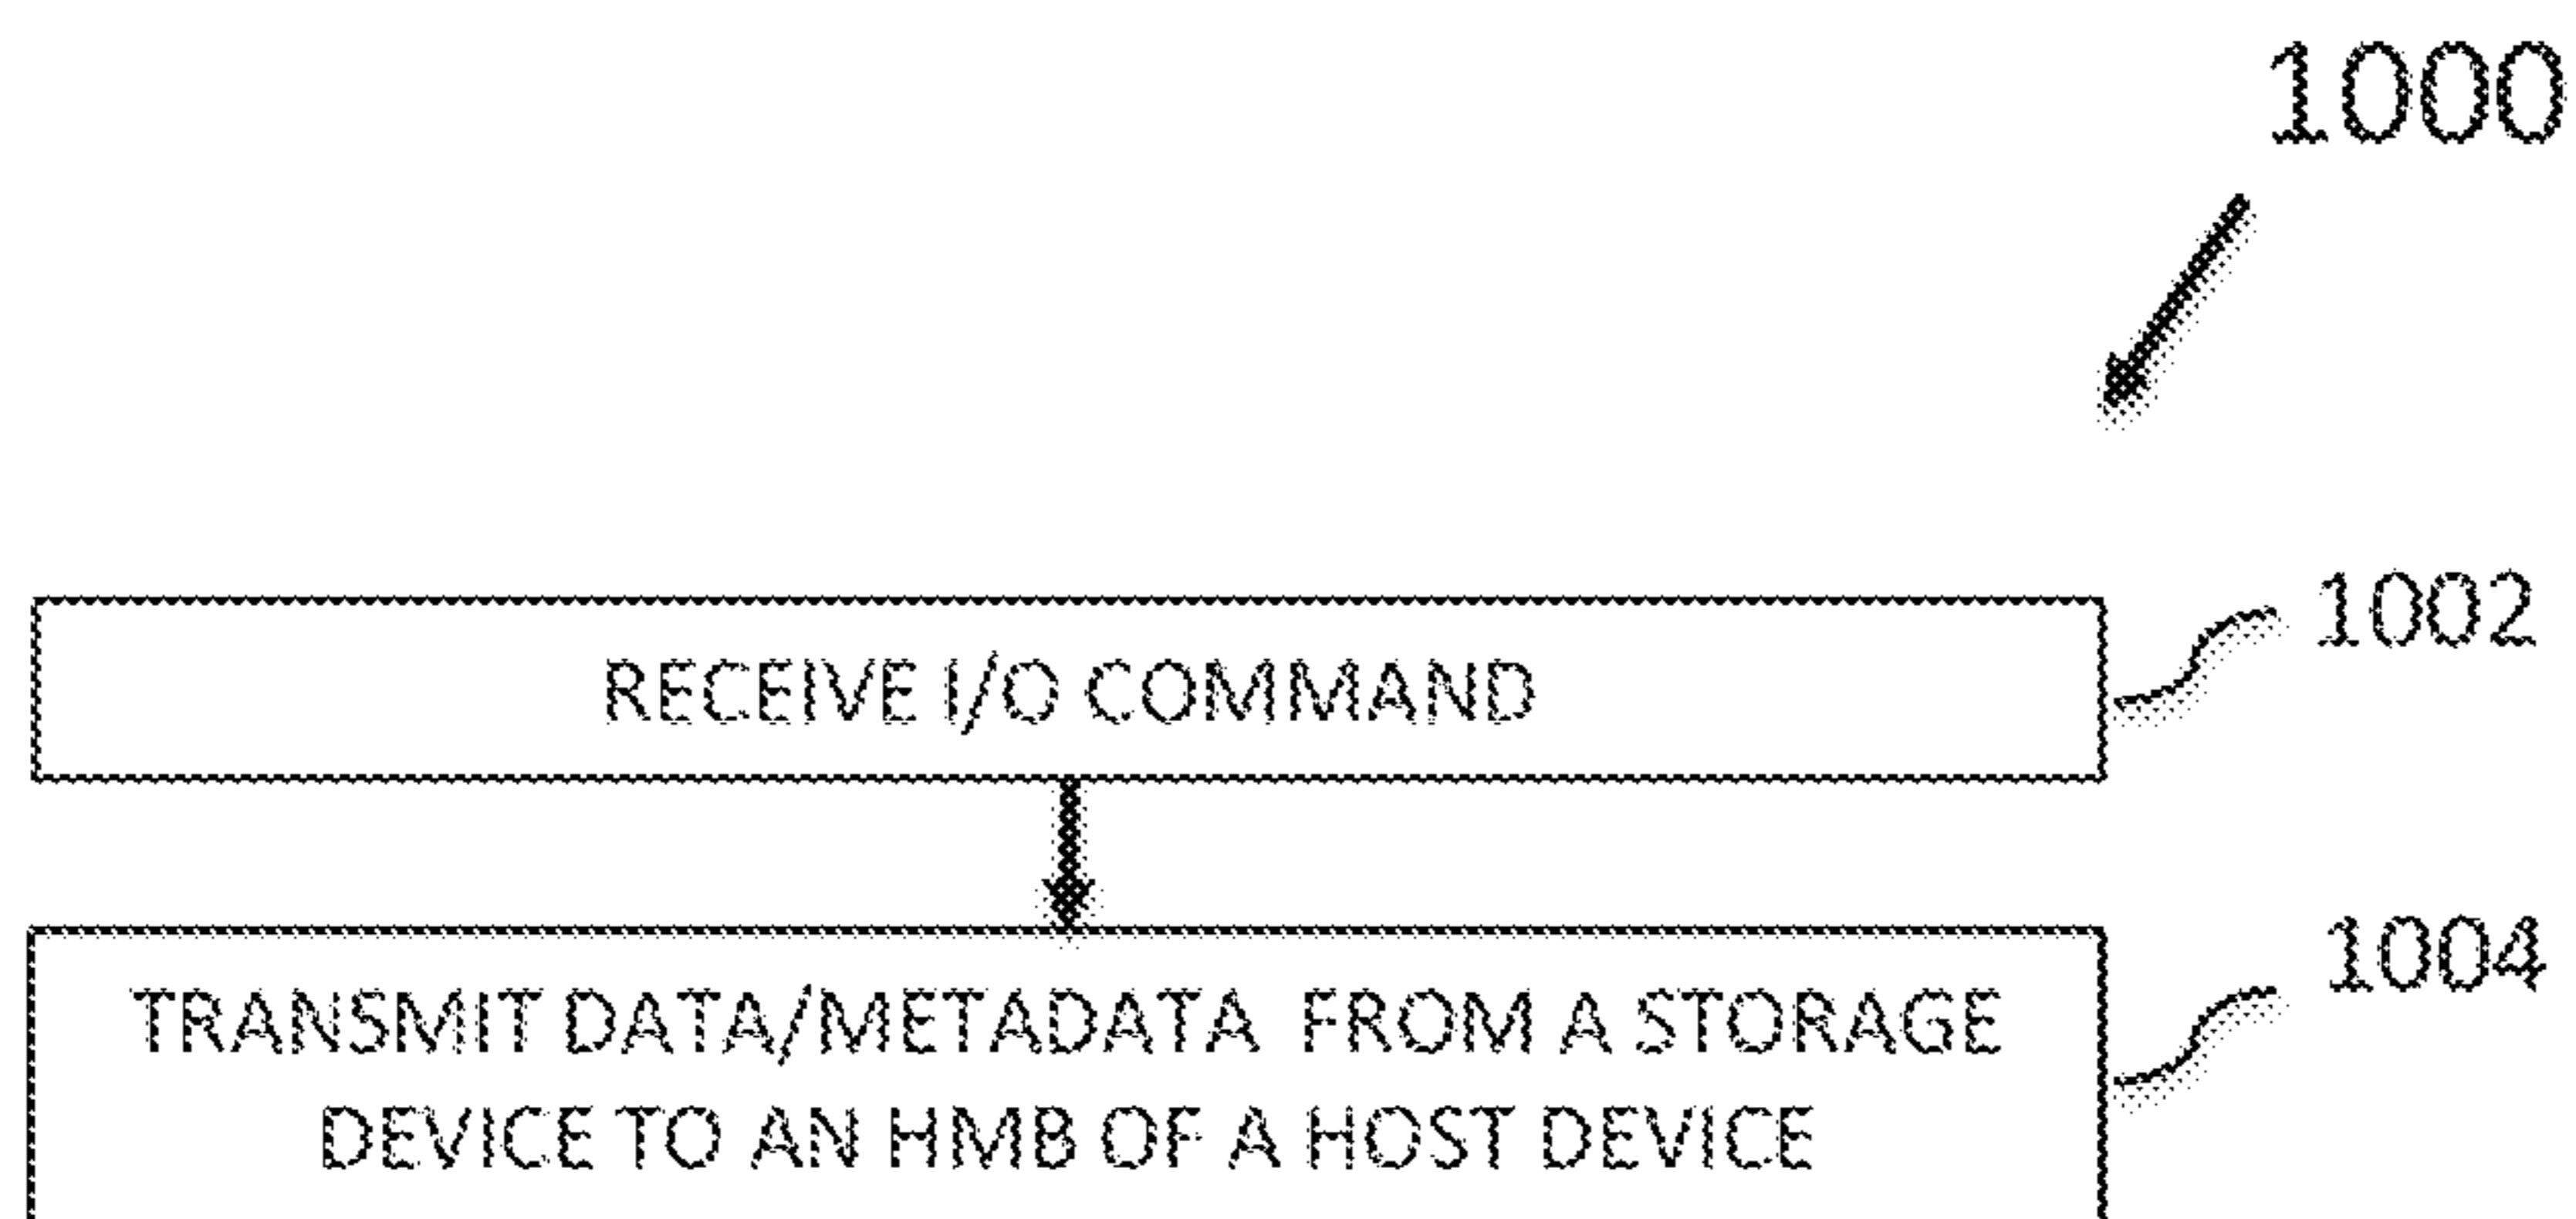 1000
RECEIVE I/O COMMAND
1002
TRANSMIT DATA/METADATA FROM A STORAGE
DEVICE TO AN HMB OF A HOST DEVICE
1004